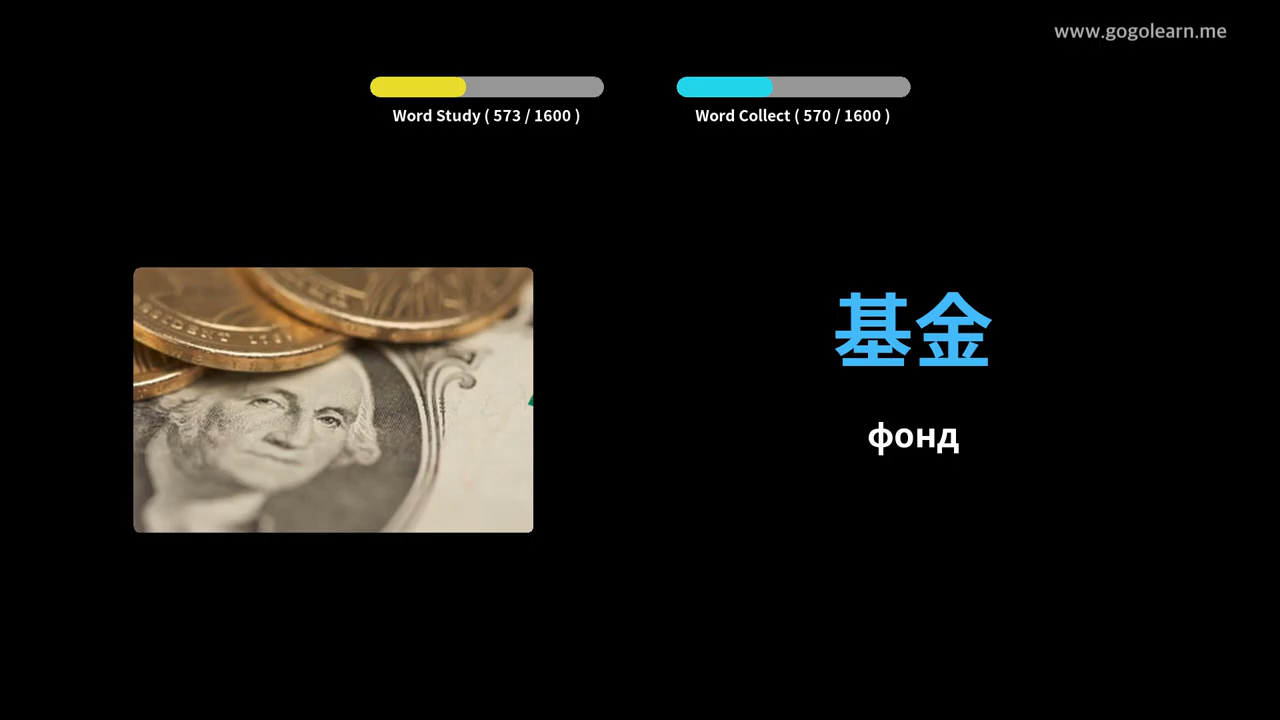 www.gogolearn.me
Word Study ( 573 / 1600 )
Word Collect ( 570 / 1600 )
基金
фонд